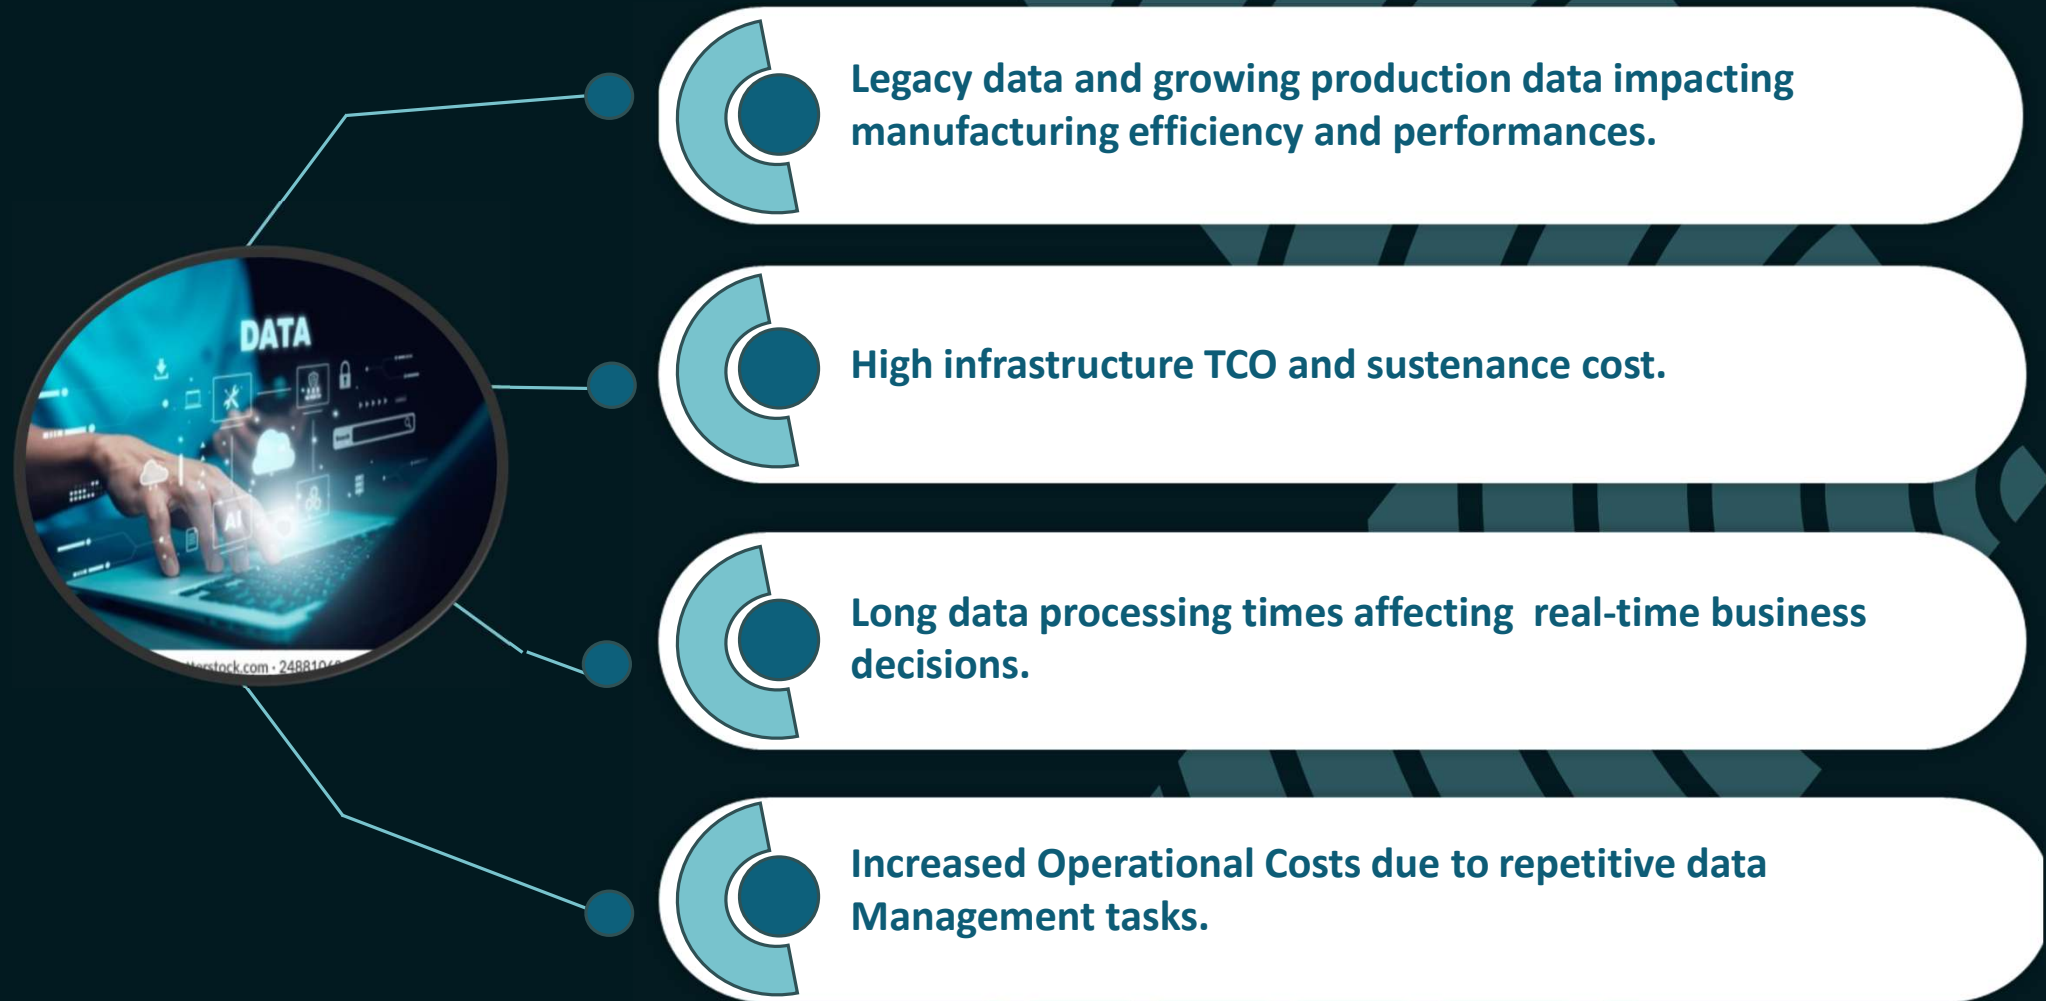 Legacy data and growing production data impacting
manufacturing efficiency and performances.
DATA
High infrastructure TCO and sustenance cost.
Search
AI
Long data processing times affecting  real-time business
decisions.
Increased Operational Costs due to repetitive data
Management tasks.